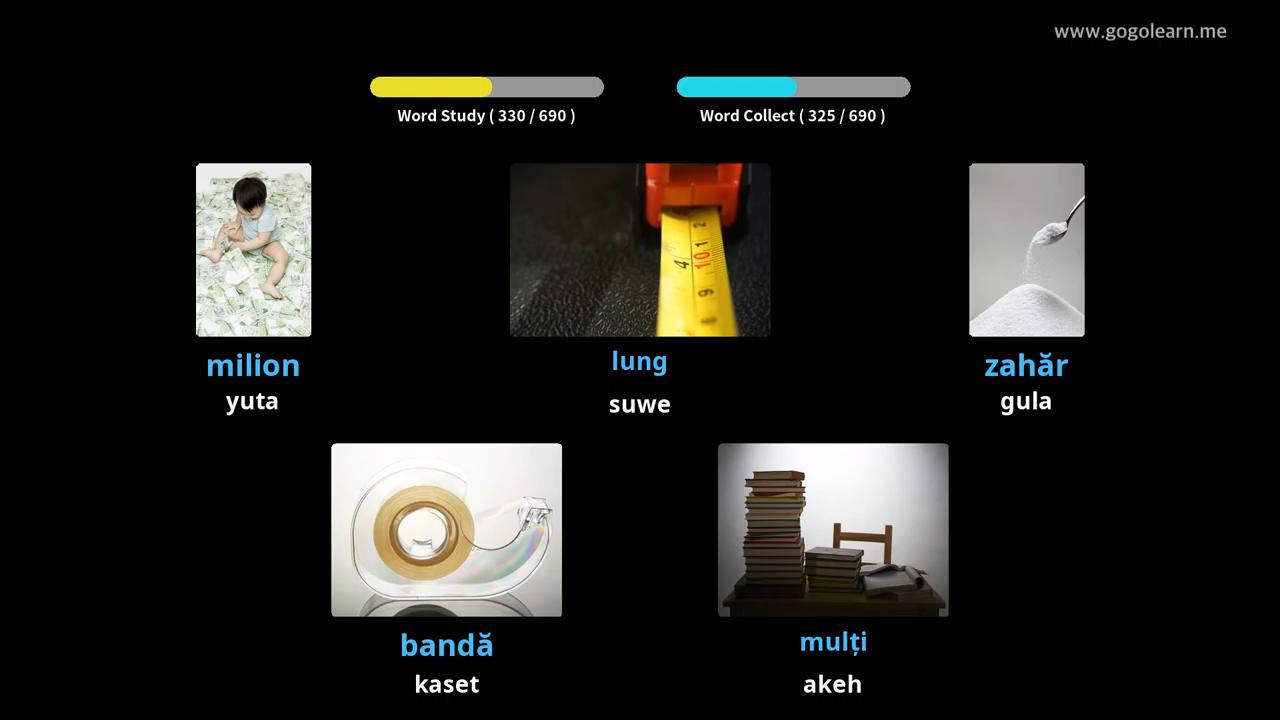 www.gogolearn.me
Word Study ( 330 / 690 )
Word Collect ( 325 / 690 )
milion
yuta
lung
suwe
zahăr
gula
bandă
kaset
mulți
akeh